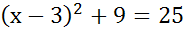 (x − 3)² + 9 = 25